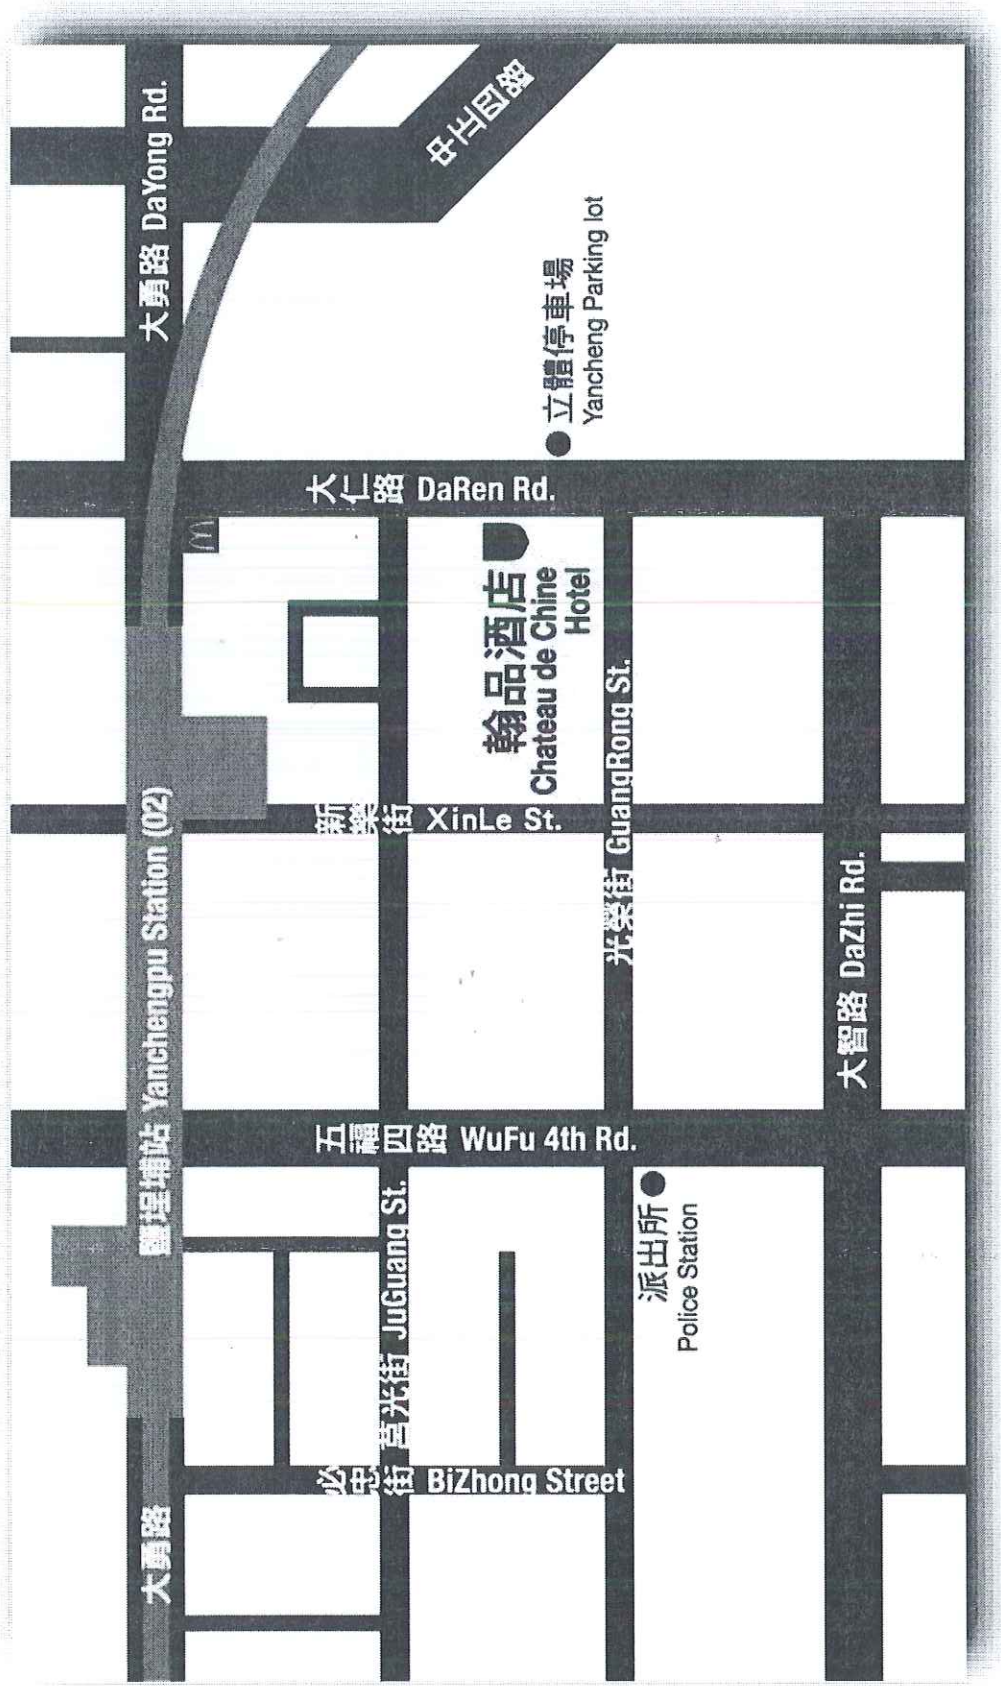 大勇路 DaYong Rd.
中正四路
立體停車場
Yancheng Parking lot
大仁路 DaRen Rd.
翰品酒店
Chateau de Chine
Hotel
鹽埕埔站 Yanchengpu Station (02)
新樂街 XinLe St.
光榮街 GuangRong St.
大智路 DaZhi Rd.
五福四路 WuFu 4th Rd.
莒光街 JuGuang St.
派出所
Police Station
必忠街 BiZhong Street
大勇路